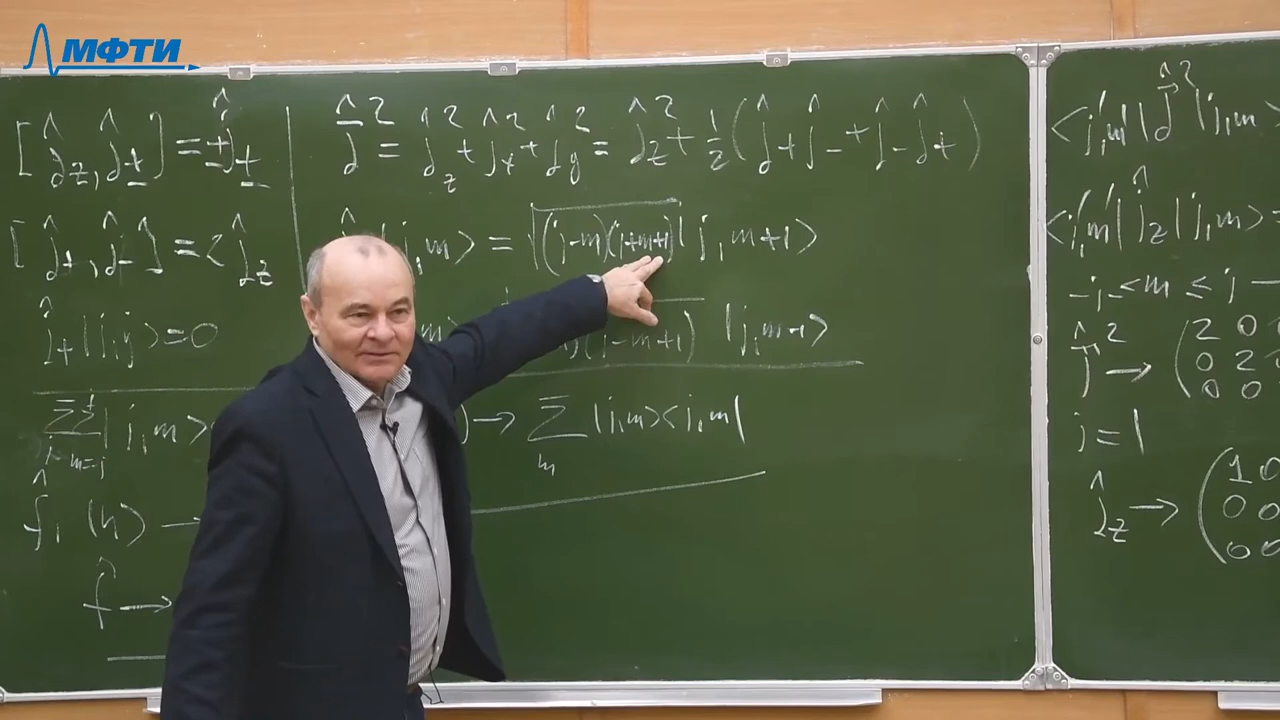 МФТИ
[ĵz, ĵ±] = ±ĵ±
ĵ² = ĵz² + ĵx² + ĵy² = ĵz² + 1/2 (ĵ+ĵ- + ĵ-ĵ+)
[ĵ+, ĵ-] = 2ĵz
j,m> = √(j-m)(j+m+1) |j,m+1>
ĵ+|j,j> = 0
m> (j-m+1) |j,m-1>
Σ |j,m> → Σ |j,m><j,m|
m=-j
m
f̂, (n) →
f̂ →
<j,m'|ĵ²|j,m>
<j,m'|ĵz|j,m> =
-j ≤ m ≤ j
ĵ² → (2 0
0 2
0 0
j = 1
ĵz → (1 0
0 0
0 0